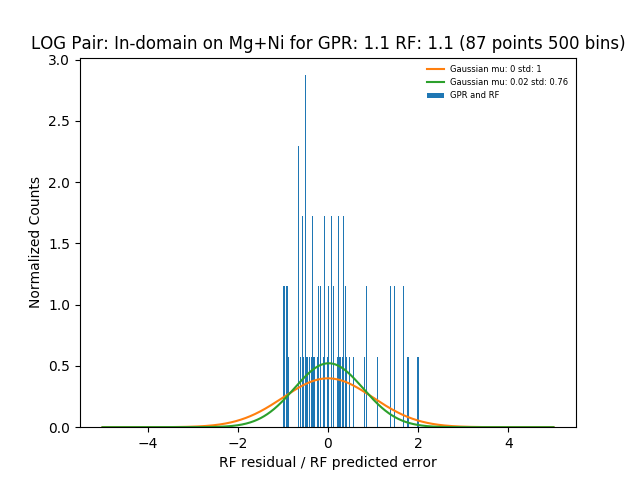 LOG Pair: In-domain on Mg+Ni for GPR: 1.1 RF: 1.1 (87 points 500 bins)
Gaussian mu: 0 std: 1
Gaussian mu: 0.02 std: 0.76
GPR and RF
Normalized Counts
3.0
2.5
2.0
1.5
1.0
0.5
0.0
−4 −2 0 2 4
RF residual / RF predicted error